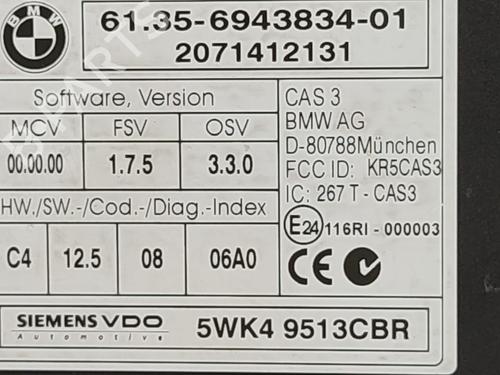 BMW
61.35-6943834-01
2071412131
Software, Version
MCV FSV OSV
00.00.00 1.7.5 3.3.0
HW./SW.-/Cod.-/Diag.-Index
C4 12.5 08 06A0
CAS 3
BMW AG
D-80788München
FCC ID: KR5CAS3
IC: 267 T - CAS3
E24 116RI - 000003
CE
SIEMENS VDO
Automotive
5WK4 9513CBR